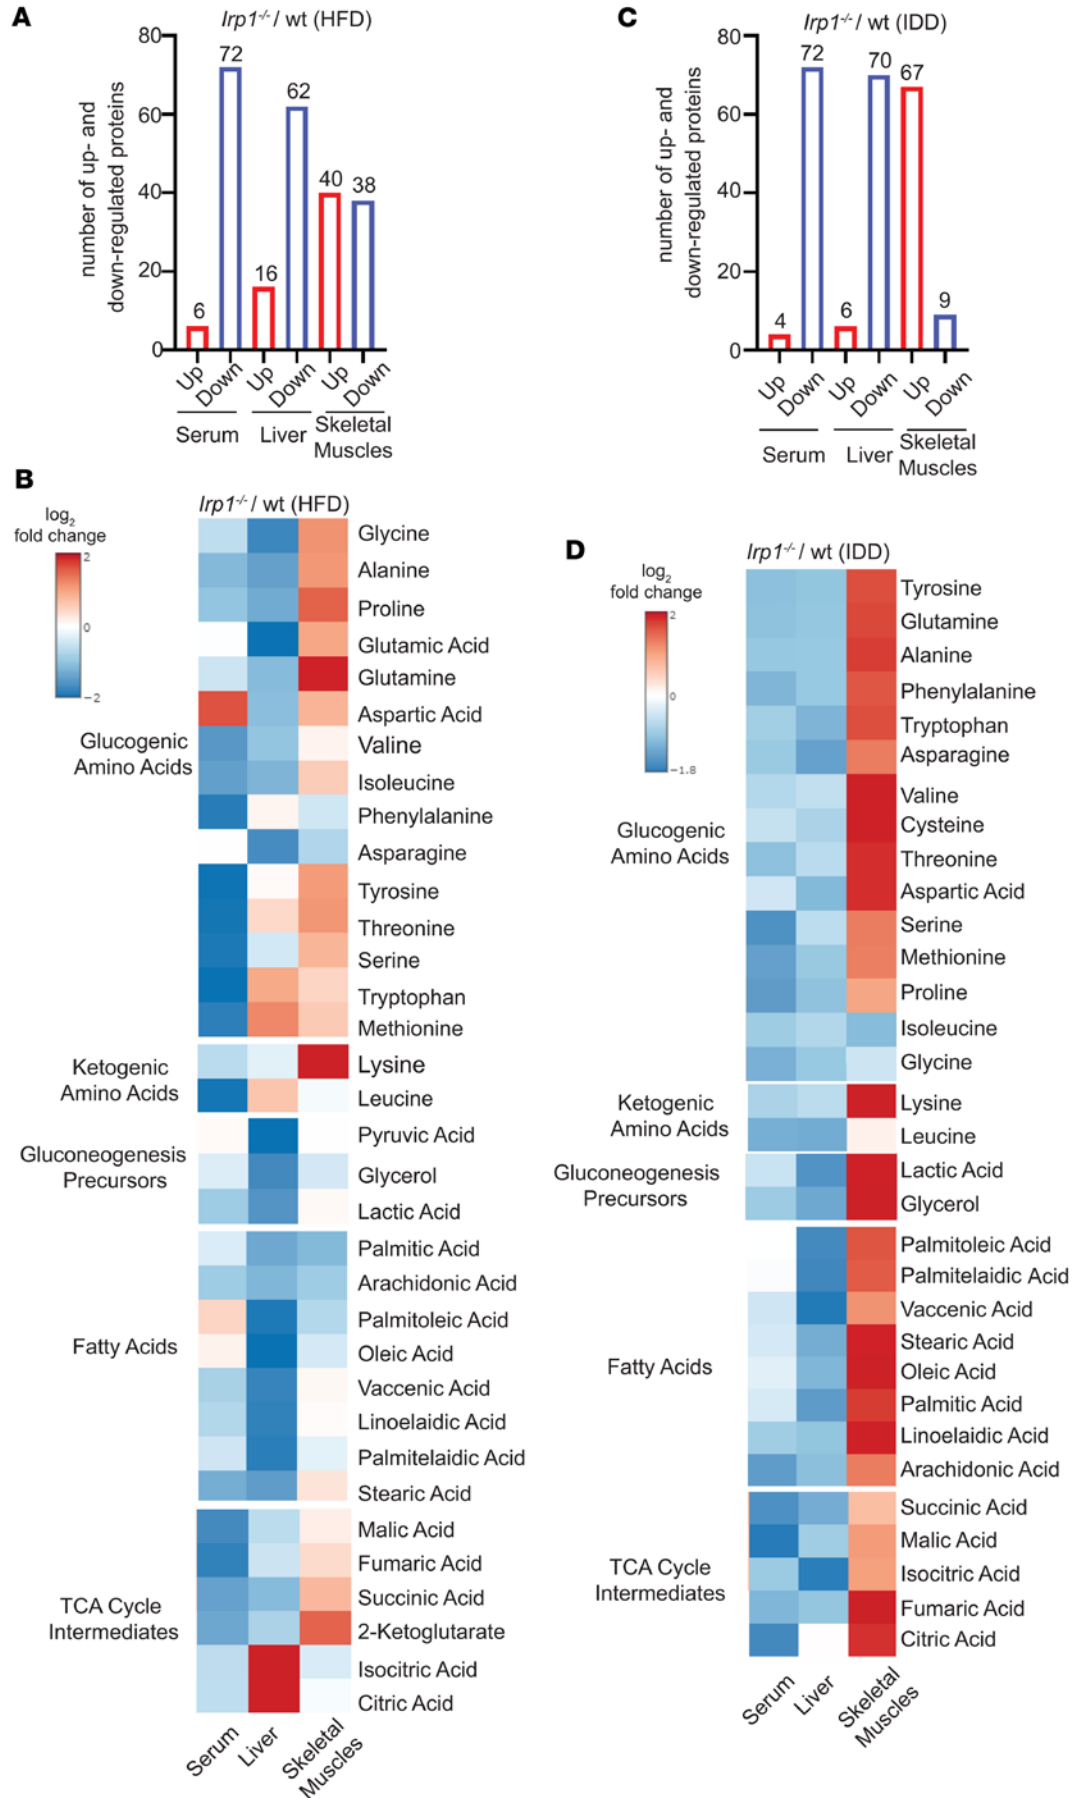 A
Irp1-/- / wt (HFD)
number of up- and
down-regulated proteins
80
60
40
20
0
6
72
16
62
40
38
Up
Down
Up
Down
Up
Down
Serum
Liver
Skeletal
Muscles
C
Irp1-/- / wt (IDD)
number of up- and
down-regulated proteins
80
60
40
20
0
4
72
6
70
67
9
Up
Down
Up
Down
Up
Down
Serum
Liver
Skeletal
Muscles
B
Irp1-/- / wt (HFD)
log2
fold change
2
0
−2
Glucogenic
Amino Acids
Glycine
Alanine
Proline
Glutamic Acid
Glutamine
Aspartic Acid
Valine
Isoleucine
Phenylalanine
Asparagine
Tyrosine
Threonine
Serine
Tryptophan
Methionine
Ketogenic
Amino Acids
Lysine
Leucine
Gluconeogenesis
Precursors
Pyruvic Acid
Glycerol
Lactic Acid
Fatty Acids
Palmitic Acid
Arachidonic Acid
Palmitoleic Acid
Oleic Acid
Vaccenic Acid
Linoelaidic Acid
Palmitelaidic Acid
Stearic Acid
TCA Cycle
Intermediates
Malic Acid
Fumaric Acid
Succinic Acid
2-Ketoglutarate
Isocitric Acid
Citric Acid
Serum
Liver
Skeletal
Muscles
D
Irp1-/- / wt (IDD)
log2
fold change
2
0
−1.8
Glucogenic
Amino Acids
Tyrosine
Glutamine
Alanine
Phenylalanine
Tryptophan
Asparagine
Valine
Cysteine
Threonine
Aspartic Acid
Serine
Methionine
Proline
Isoleucine
Glycine
Ketogenic
Amino Acids
Lysine
Leucine
Gluconeogenesis
Precursors
Lactic Acid
Glycerol
Fatty Acids
Palmitoleic Acid
Palmitelaidic Acid
Vaccenic Acid
Stearic Acid
Oleic Acid
Palmitic Acid
Linoelaidic Acid
Arachidonic Acid
TCA Cycle
Intermediates
Succinic Acid
Malic Acid
Isocitric Acid
Fumaric Acid
Citric Acid
Serum
Liver
Skeletal
Muscles